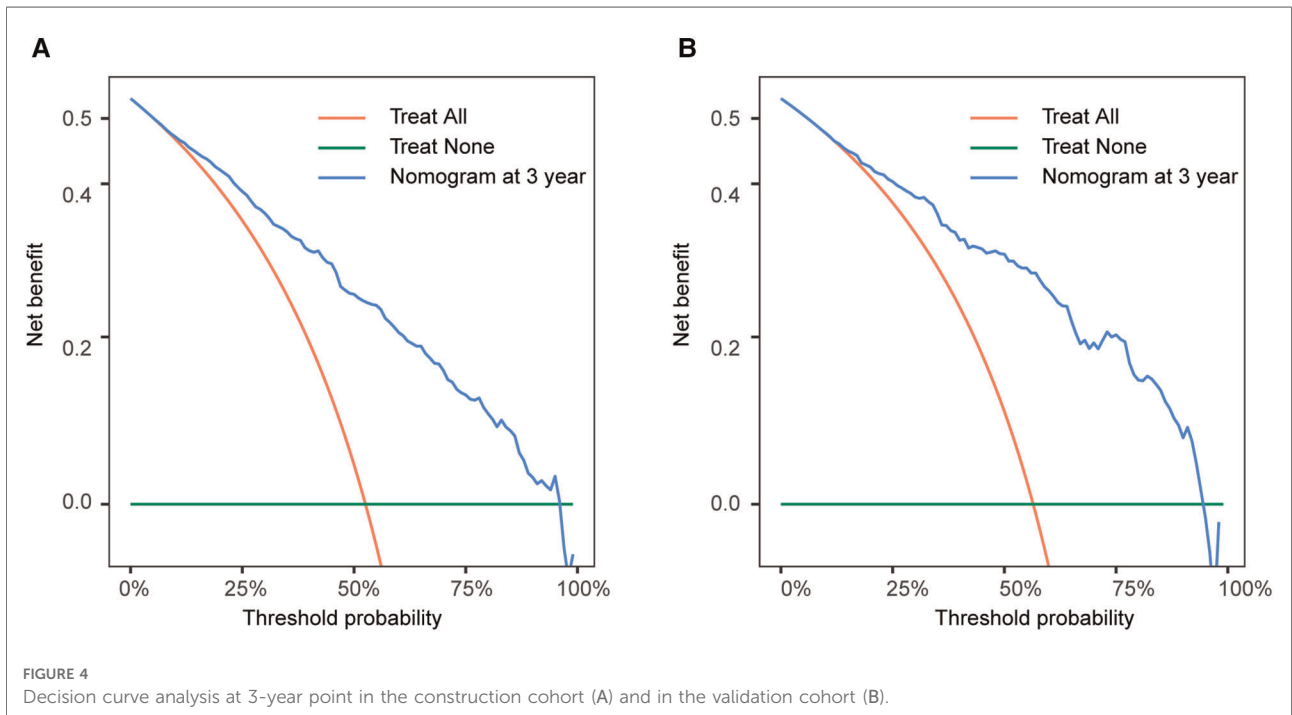 A
B
0.5
0.4
0.2
0.0
Net benefit
Treat All
Treat None
Nomogram at 3 year
0%
25%
50%
75%
100%
Threshold probability
0.5
0.4
0.2
0.0
Net benefit
Treat All
Treat None
Nomogram at 3 year
0%
25%
50%
75%
100%
Threshold probability
FIGURE 4
Decision curve analysis at 3-year point in the construction cohort (A) and in the validation cohort (B).